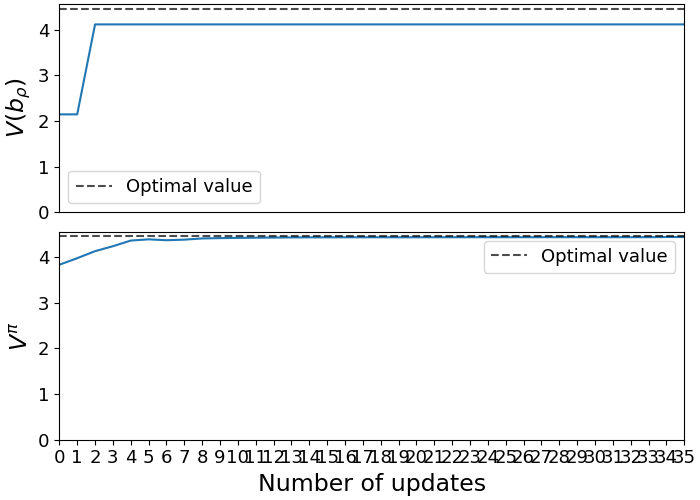 4
3
2
1
0
V(b_ρ)
Optimal value
4
3
2
1
0
V^π
Optimal value
0 1 2 3 4 5 6 7 8 9 10 11 12 13 14 15 16 17 18 19 20 21 22 23 24 25 26 27 28 29 30 31 32 33 34 35
Number of updates